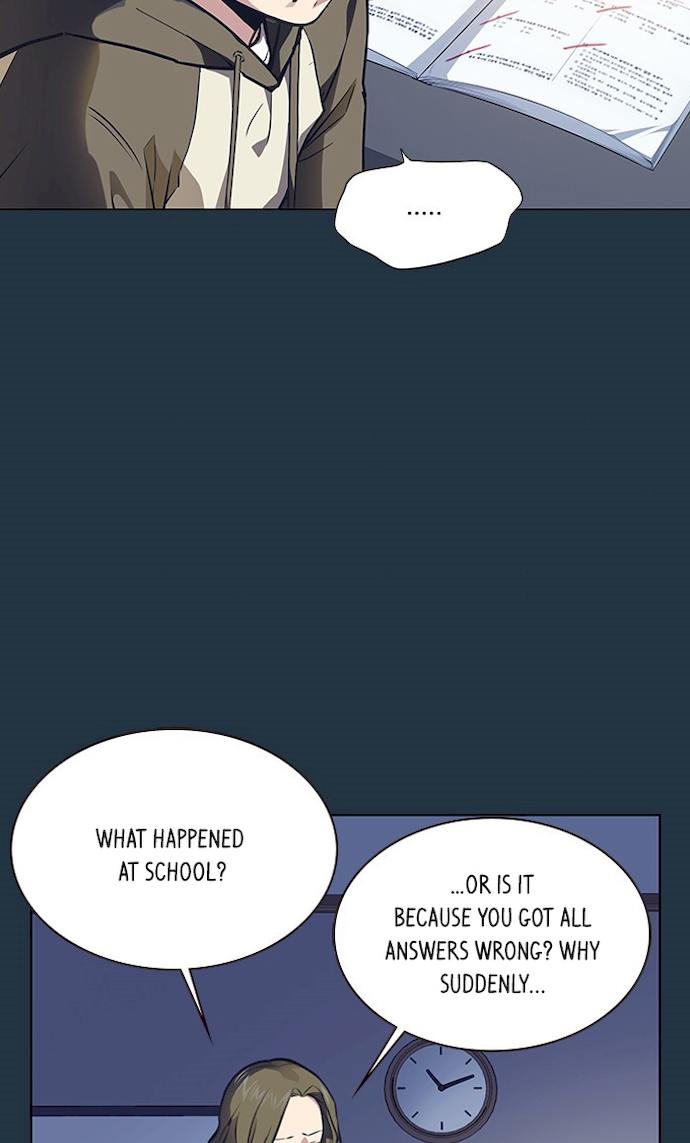 .....
WHAT HAPPENED
AT SCHOOL?
...OR IS IT
BECAUSE YOU GOT ALL
ANSWERS WRONG? WHY
SUDDENLY...